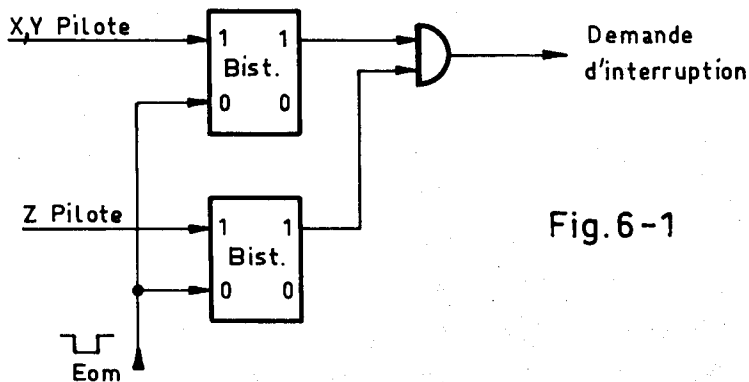 X,Y Pilote
1 1
Bist.
0 0
Demande
d'interruption
Z Pilote
1 1
Bist.
0 0
Fig. 6-1
Eom